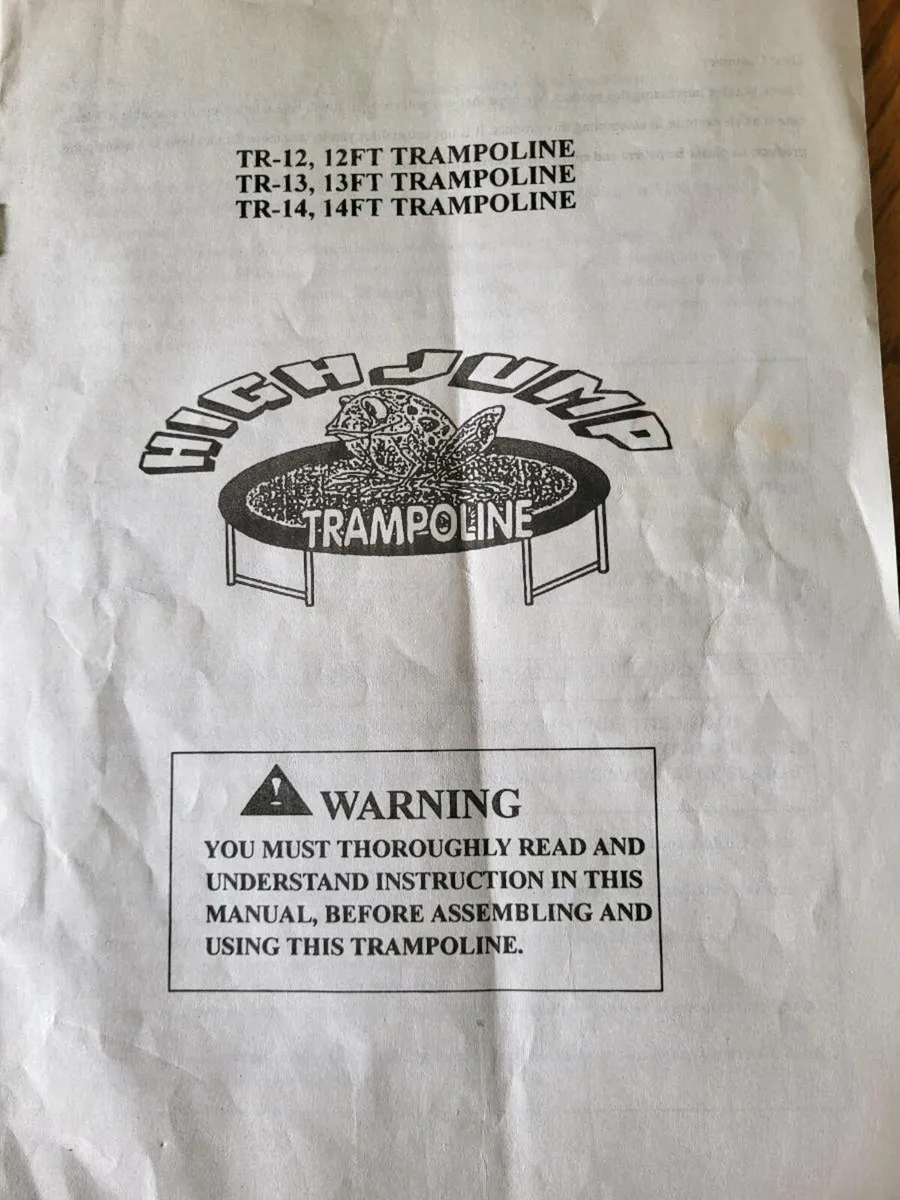 TR-12, 12FT TRAMPOLINE
TR-13, 13FT TRAMPOLINE
TR-14, 14FT TRAMPOLINE
HIGH JUMP
TRAMPOLINE
WARNING
YOU MUST THOROUGHLY READ AND
UNDERSTAND INSTRUCTION IN THIS
MANUAL, BEFORE ASSEMBLING AND
USING THIS TRAMPOLINE.